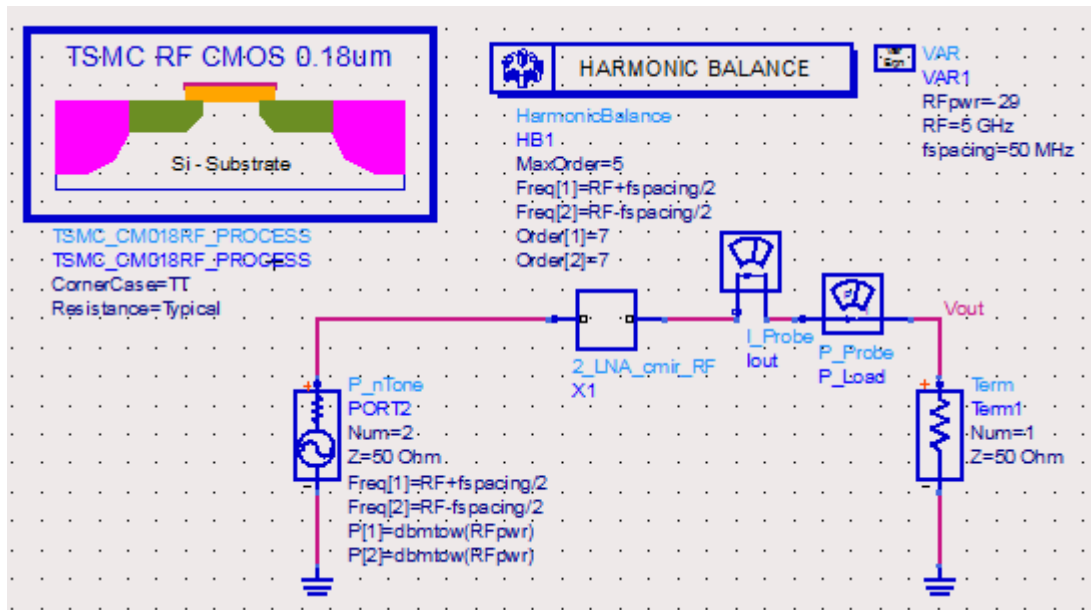 TSMC RF CMOS 0.18um
Si - Substrate
TSMC_CM018RF_PROCESS
TSMC_CM018RF_PROCESS
CornerCase=TT
Resistance=Typical
HARMONIC BALANCE
HarmonicBalance
HB1
MaxOrder=5
Freq[1]=RF+fspacing/2
Freq[2]=RF-fspacing/2
Order[1]=7
Order[2]=7
Var
Eqn
VAR
VAR1
RFpwr=-29
RF=5 GHz
fspacing=50 MHz
P_nTone
PORT2
Num=2
Z=50 Ohm
Freq[1]=RF+fspacing/2
Freq[2]=RF-fspacing/2
P[1]=dbmtow(RFpwr)
P[2]=dbmtow(RFpwr)
2_LNA_cmir_RF
X1
I_Probe
Iout
P_Probe
P_Load
Vout
Term
Term1
Num=1
Z=50 Ohm